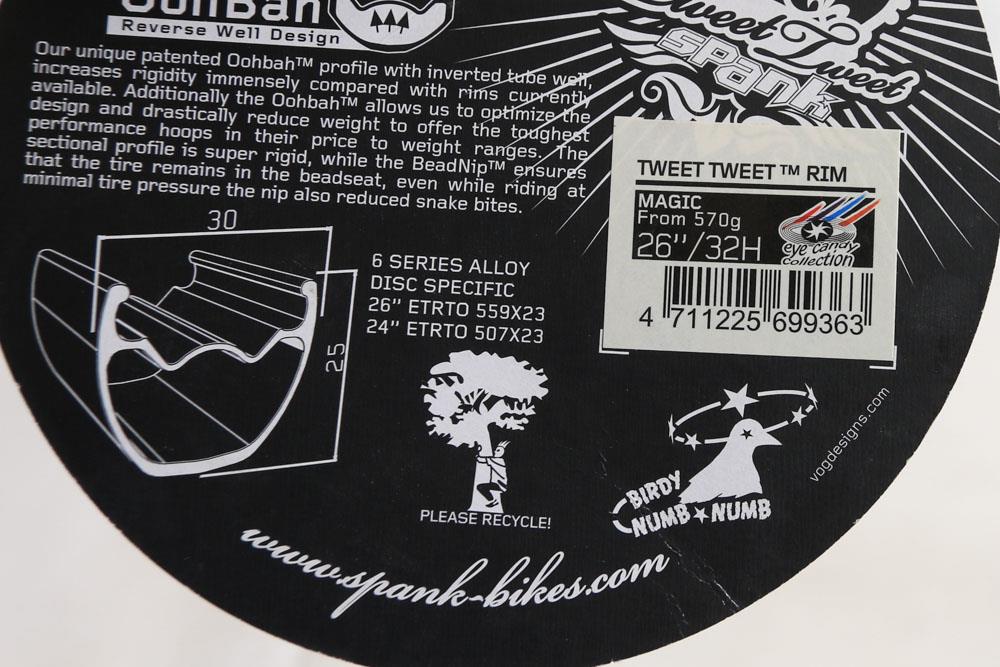 OohBah
Reverse Well Design
Our unique patented Oohbah™ profile with inverted tube well,
increases rigidity immensely compared with rims currently
available. Additionally the Oohbah™ allows us to optimize the
design and drastically reduce weight to offer the toughest
performance hoops in their price to weight ranges. The
sectional profile is super rigid, while the BeadNip™ ensures
that the tire remains in the beadseat, even while riding at
minimal tire pressure the nip also reduced snake bites.
Tweet Tweet
spank
TWEET TWEET™ RIM
MAGIC
From 570g
26''/32H
eye candy
collection
4 711225 699363
30
25
6 SERIES ALLOY
DISC SPECIFIC
26" ETRTO 559X23
24" ETRTO 507X23
PLEASE RECYCLE!
BIRDY
NUMB★NUMB
vogdesigns.com
www.spank-bikes.com